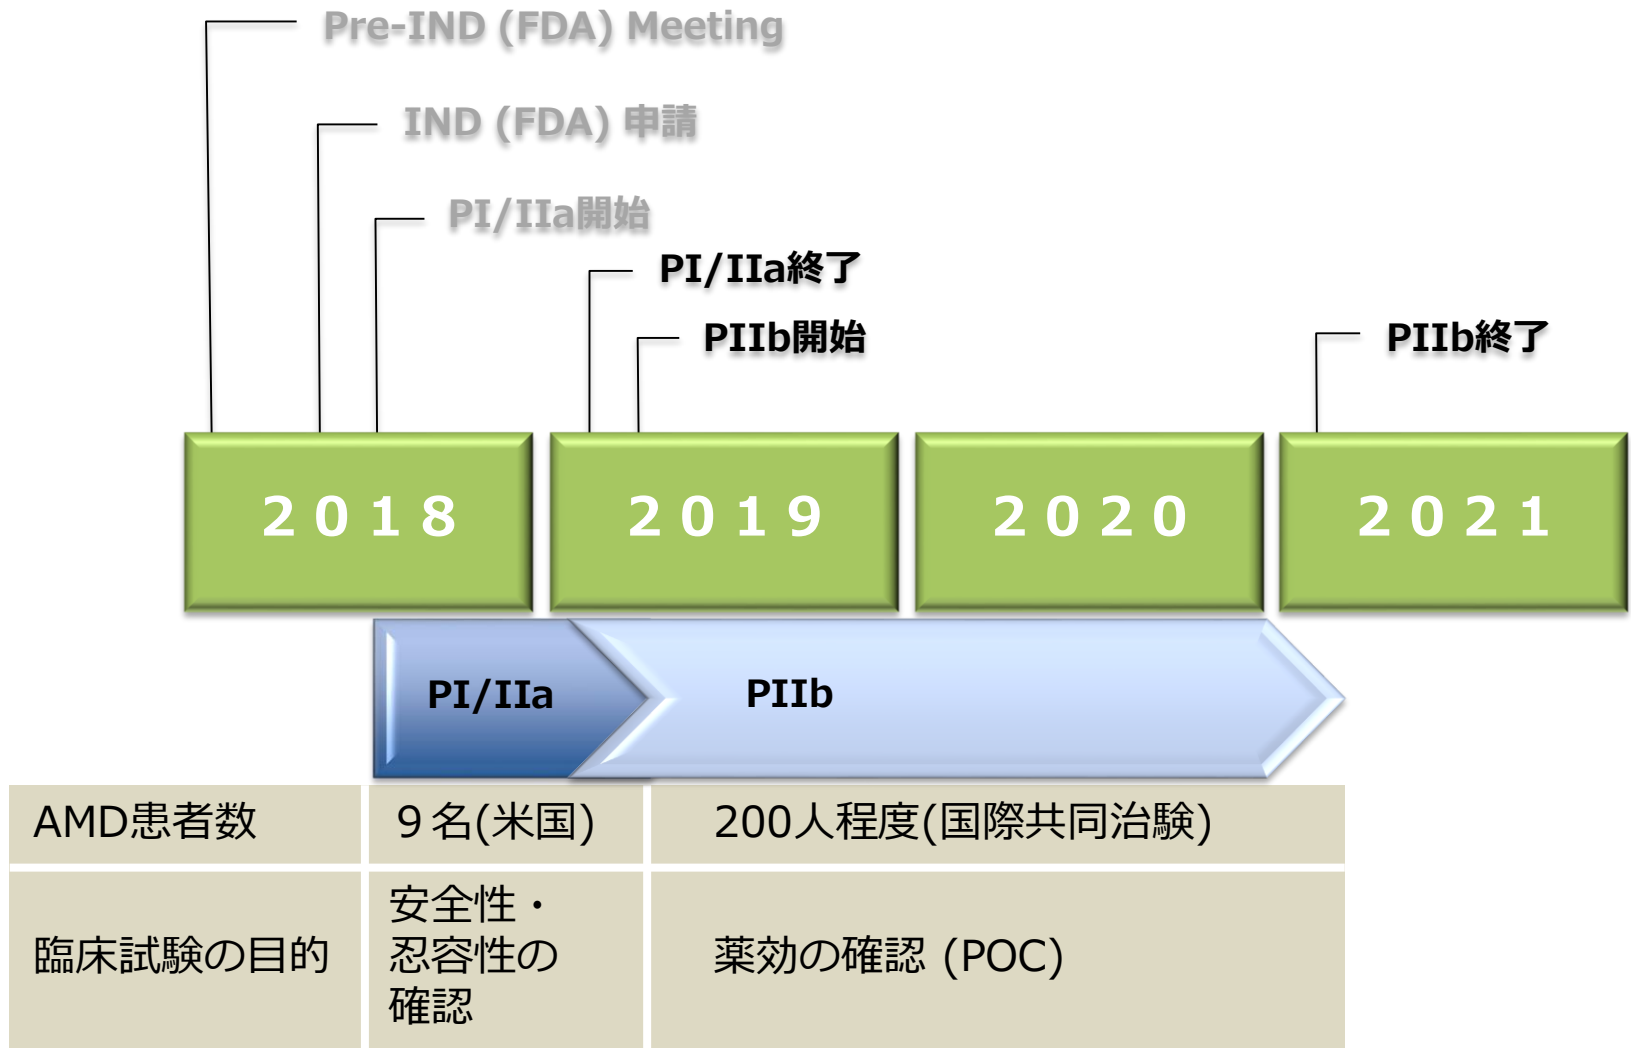 Pre-IND (FDA) Meeting
IND (FDA) 申請
PI/IIa開始
PI/IIa終了
PIIb開始
PIIb終了
２０１８
２０１９
２０２０
２０２１
PI/IIa
PIIb
AMD患者数
９名(米国)
200人程度(国際共同治験)
臨床試験の目的
安全性・
忍容性の
確認
薬効の確認 (POC)